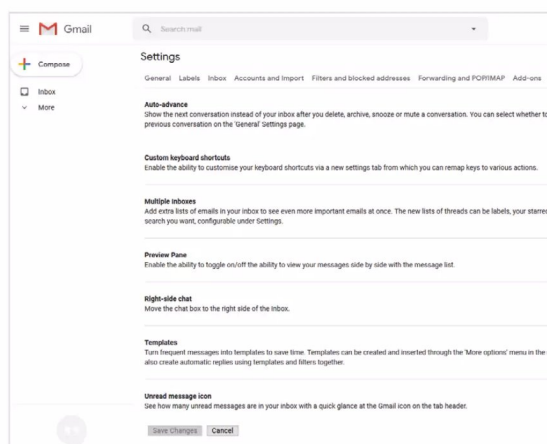 Gmail
Search mail
Compose
Inbox
More
Settings
General Labels Inbox Accounts and Import Filters and blocked addresses Forwarding and POP/IMAP Add-ons
Auto-advance
Show the next conversation instead of your inbox after you delete, archive, snooze or mute a conversation. You can select whether to
previous conversation on the 'General' Settings page.
Custom keyboard shortcuts
Enable the ability to customise your keyboard shortcuts via a new settings tab from which you can remap keys to various actions.
Multiple inboxes
Add extra lists of emails in your inbox to see even more important emails at once. The new lists of threads can be labels, your starred
search you want, configurable under Settings.
Preview Pane
Enable the ability to toggle on/off the ability to view your messages side by side with the message list.
Right-side chat
Move the chat box to the right side of the inbox.
Templates
Turn frequent messages into templates to save time. Templates can be created and inserted through the 'More options' menu in the
also create automatic replies using templates and filters together.
Unread message icon
See how many unread messages are in your inbox with a quick glance at the Gmail icon on the tab header.
Save Changes Cancel